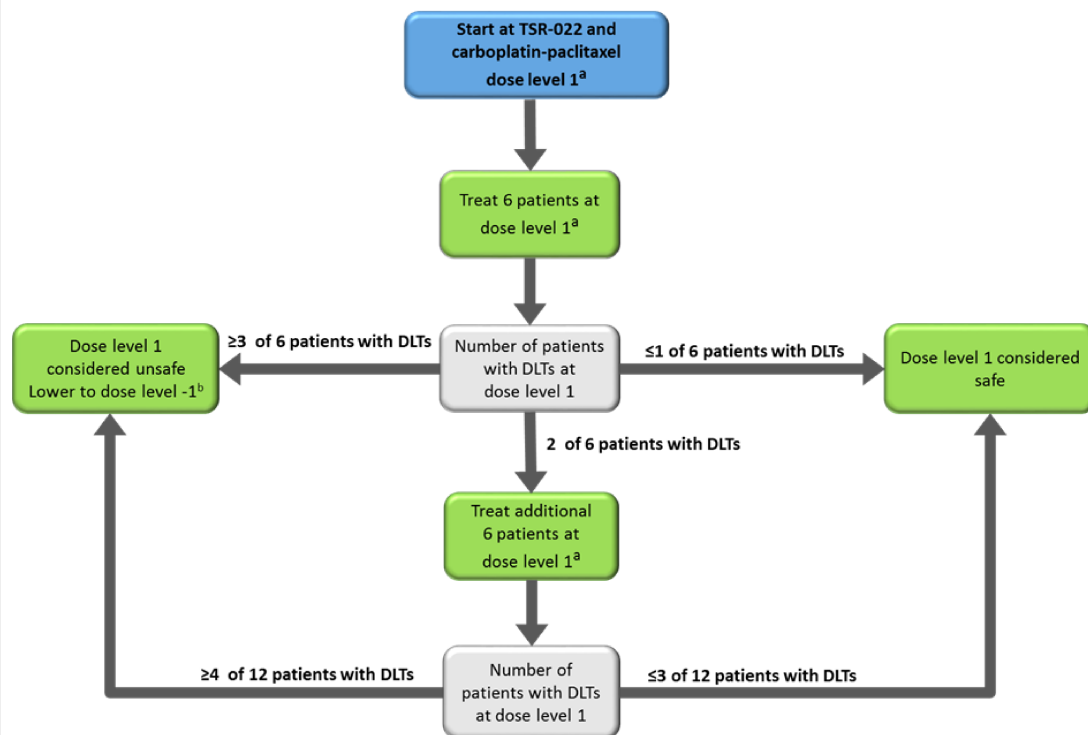 Start at TSR-022 and
carboplatin-paclitaxel
dose level 1ᵃ
Treat 6 patients at
dose level 1ᵃ
≥3 of 6 patients with DLTs
≤1 of 6 patients with DLTs
Dose level 1
considered unsafe
Lower to dose level -1ᵇ
Number of patients
with DLTs at
dose level 1
Dose level 1 considered
safe
2 of 6 patients with DLTs
Treat additional
6 patients at
dose level 1ᵃ
≥4 of 12 patients with DLTs
≤3 of 12 patients with DLTs
Number of
patients with DLTs
at dose level 1